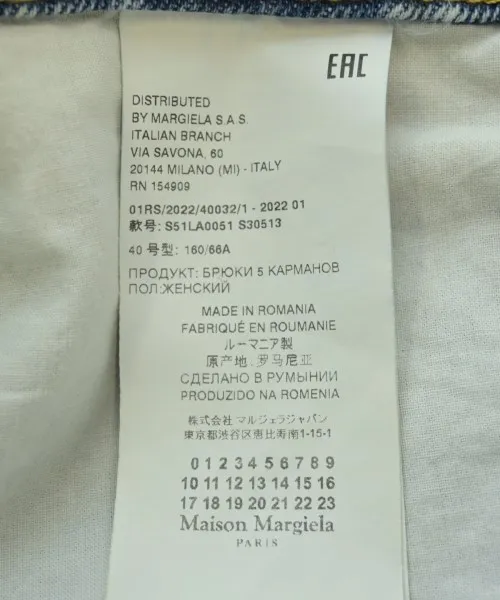 EAC
DISTRIBUTED
BY MARGIELA S.A.S.
ITALIAN BRANCH
VIA SAVONA, 60
20144 MILANO (MI) - ITALY
RN 154909
01RS/2022/40032/1 - 2022 01
款号: S51LA0051 S30513
40 号型: 160/66A
ПРОДУКТ: БРЮКИ 5 КАРМАНОВ
ПОЛ:ЖЕНСКИЙ
MADE IN ROMANIA
FABRIQUÉ EN ROUMANIE
ルーマニア製
原产地: 罗马尼亚
СДЕЛАНО В РУМЫНИИ
PRODUZIDO NA ROMENIA
株式会社 マルジェラジャパン
東京都渋谷区恵比寿南1-15-1
0 1 2 3 4 5 6 7 8 9
10 11 12 13 14 15 16
17 18 19 20 21 22 23
Maison Margiela
PARIS